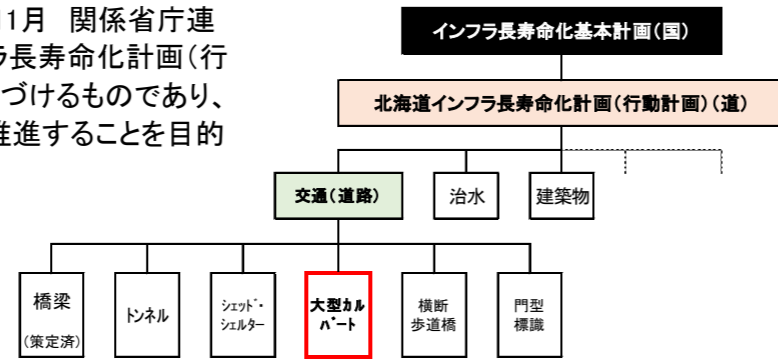 11月 関係省庁連
ラ長寿命化計画(行
づけるものであり、
推進することを目的
インフラ長寿命化基本計画(国)
北海道インフラ長寿命化計画(行動計画)(道)
交通(道路)
治水
建築物
橋梁
(策定済)
トンネル
シェッド・
シェルター
大型カル
バート
横断
歩道橋
門型
標識